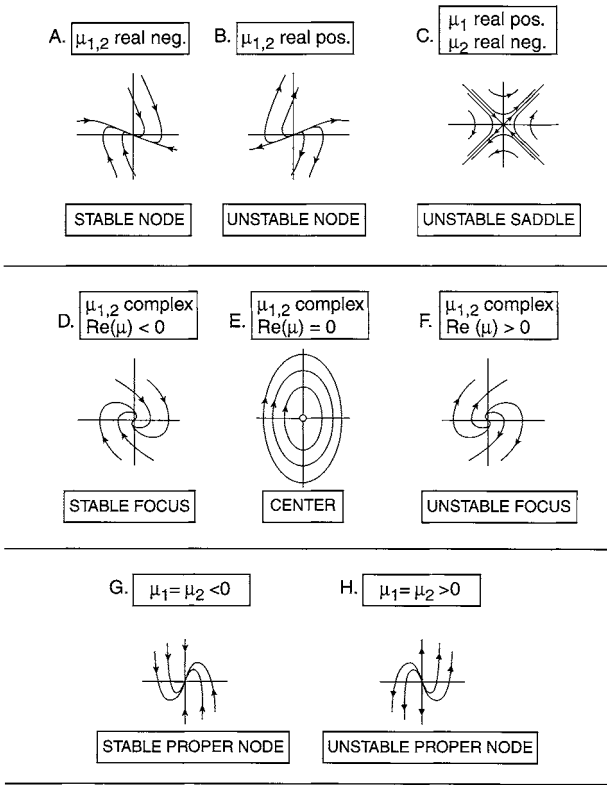 A. μ1,2 real neg.
B. μ1,2 real pos.
C. μ1 real pos.
μ2 real neg.
STABLE NODE
UNSTABLE NODE
UNSTABLE SADDLE
D. μ1,2 complex
Re(μ) < 0
E. μ1,2 complex
Re(μ) = 0
F. μ1,2 complex
Re (μ) > 0
STABLE FOCUS
CENTER
UNSTABLE FOCUS
G. μ1= μ2 <0
H. μ1= μ2 >0
STABLE PROPER NODE
UNSTABLE PROPER NODE